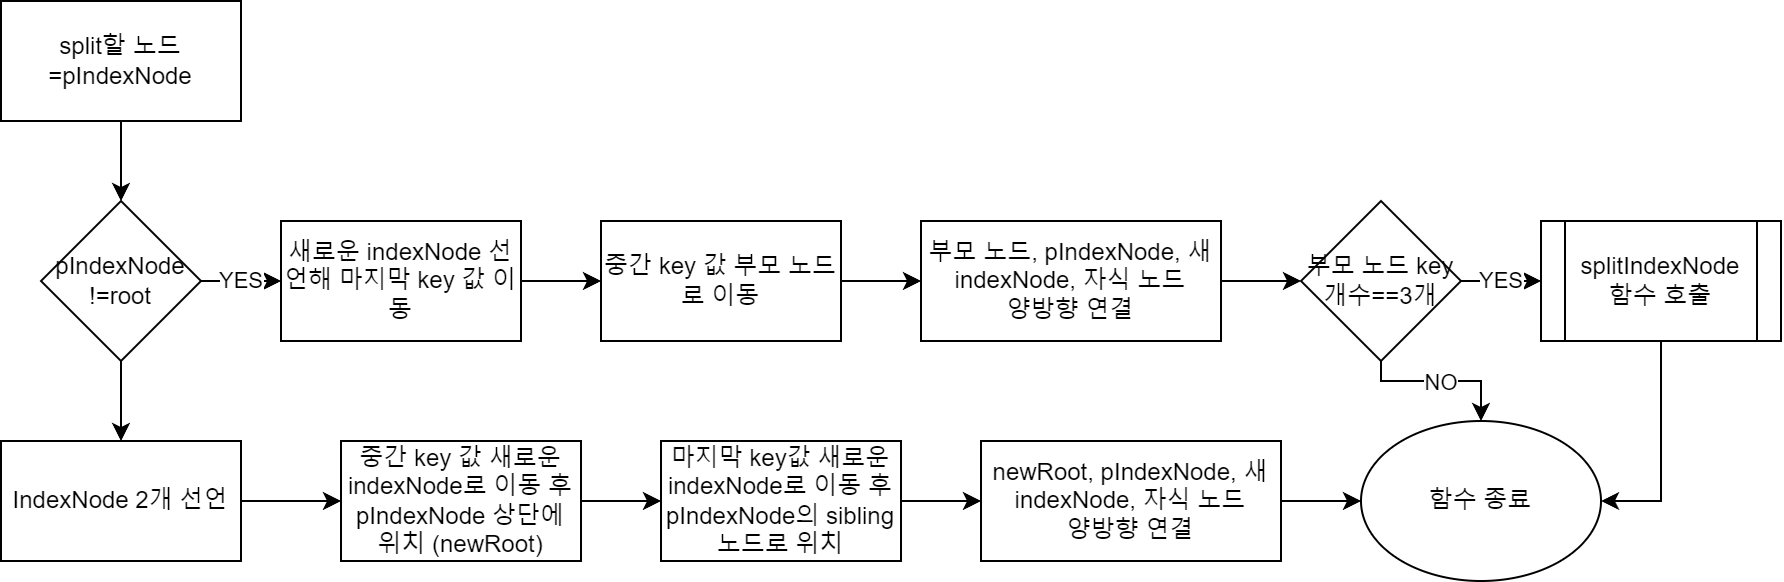 split할 노드
=pIndexNode
pIndexNode
!=root
YES
새로운 indexNode 선
언해 마지막 key 값 이
동
중간 key 값 부모 노드
로 이동
부모 노드, pIndexNode, 새
indexNode, 자식 노드
양방향 연결
부모 노드 key
개수==3개
YES
splitIndexNode
함수 호출
NO
IndexNode 2개 선언
중간 key 값 새로운
indexNode로 이동 후
pIndexNode 상단에
위치 (newRoot)
마지막 key값 새로운
indexNode로 이동 후
pIndexNode의 sibling
노드로 위치
newRoot, pIndexNode, 새
indexNode, 자식 노드
양방향 연결
함수 종료